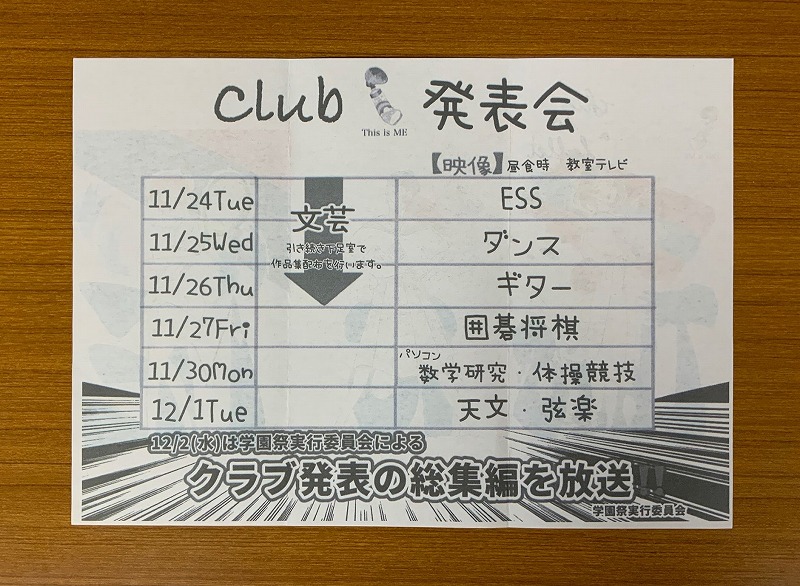 club 発表会
This is ME
【映像】昼食時 教室テレビ
11/24Tue ESS
文芸
11/25Wed ダンス
引き続き下足室で
作品集配布を行います。
11/26Thu ギター
11/27Fri 囲碁将棋
パソコン
11/30Mon 数学研究・体操競技
12/1Tue 天文・弦楽
12/2(水)は学園祭実行委員会による
クラブ発表の総集編を放送!!
学園祭実行委員会